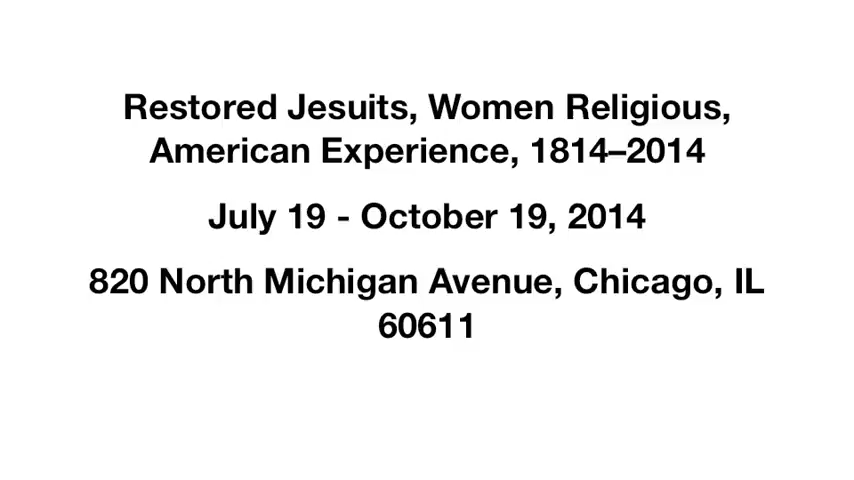 Restored Jesuits, Women Religious,
American Experience, 1814–2014
July 19 - October 19, 2014
820 North Michigan Avenue, Chicago, IL
60611